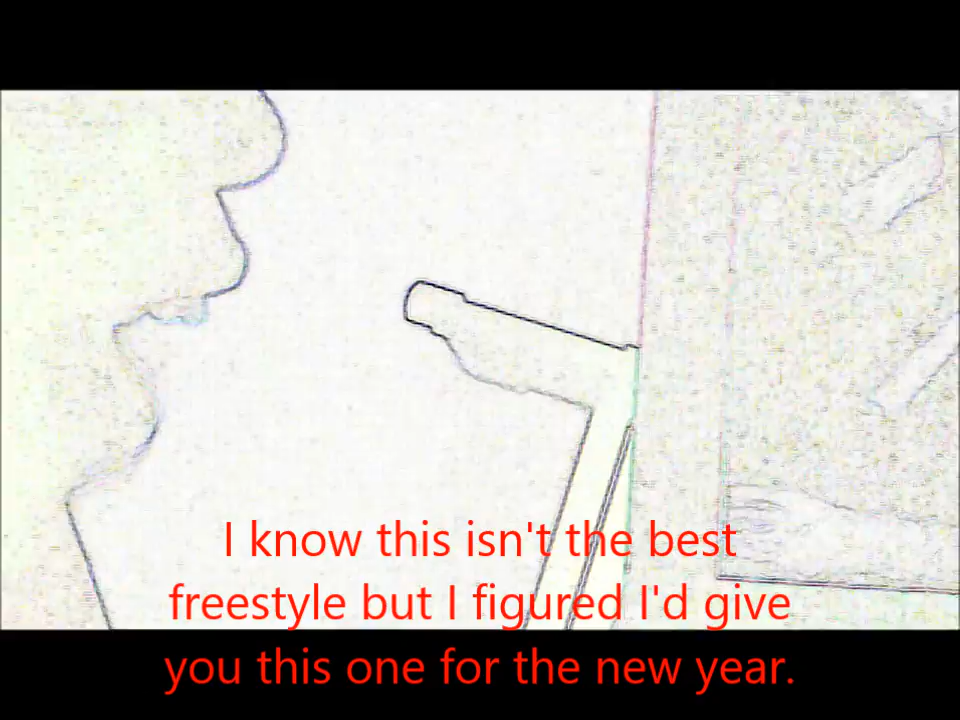 I know this isn't the best
freestyle but I figured I'd give
you this one for the new year.